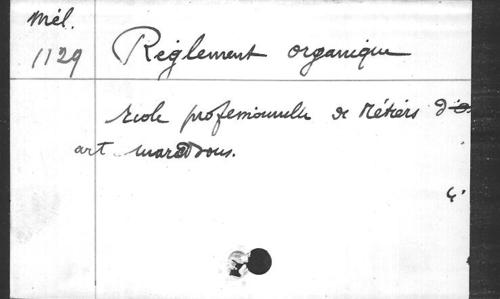 Mél.
1129
Règlement organique
École professionnelle de Métiers d'
art marocains.